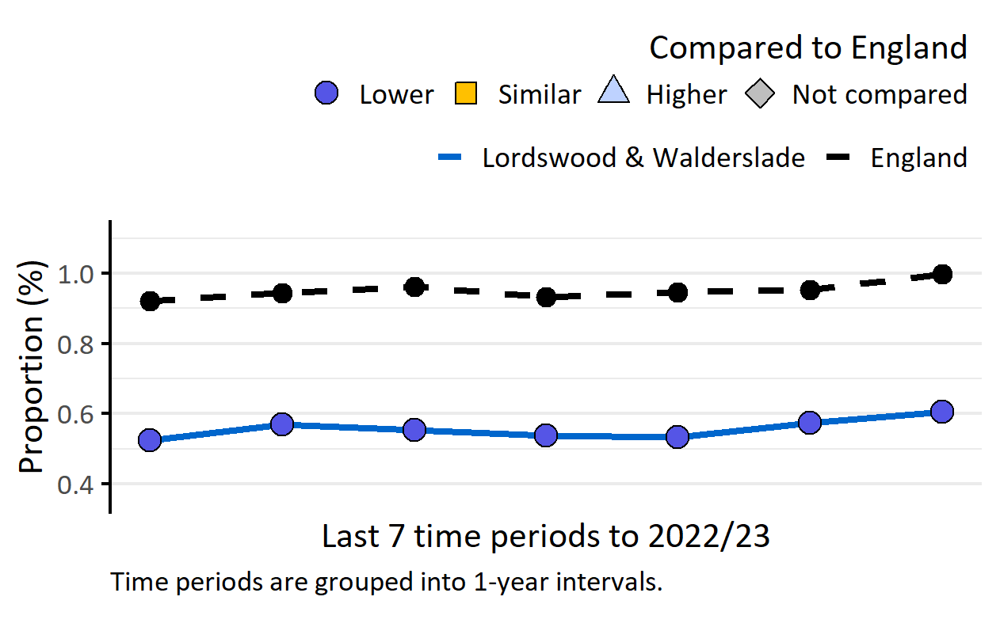 Compared to England
Lower Similar Higher Not compared
Lordswood & Walderslade England
Proportion (%)
1.0
0.8
0.6
0.4
Last 7 time periods to 2022/23
Time periods are grouped into 1-year intervals.